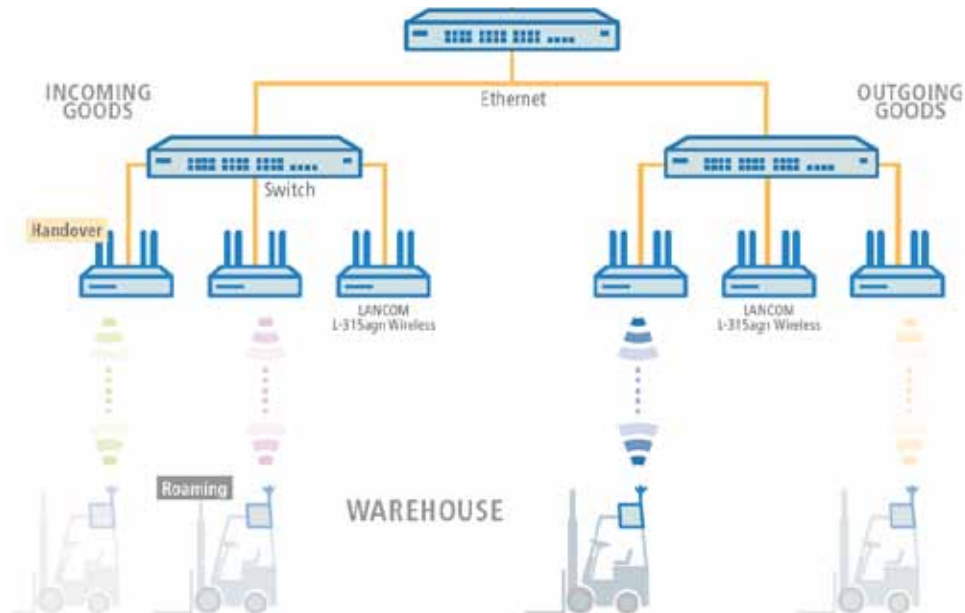 INCOMING
GOODS
Ethernet
OUTGOING
GOODS
Switch
Handover
LANCOM
L-315agn Wireless
LANCOM
L-315agn Wireless
Roaming
WAREHOUSE